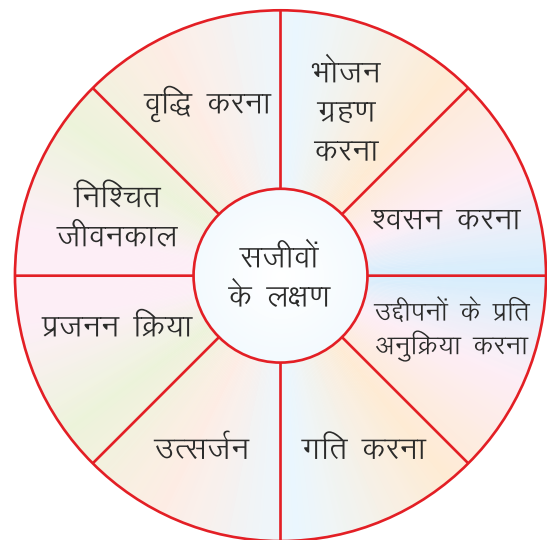 सजीवों
के लक्षण
भोजन
ग्रहण
करना
श्वसन करना
उद्दीपनों के प्रति
अनुक्रिया करना
गति करना
उत्सर्जन
प्रजनन क्रिया
निश्चित
जीवनकाल
वृद्धि करना